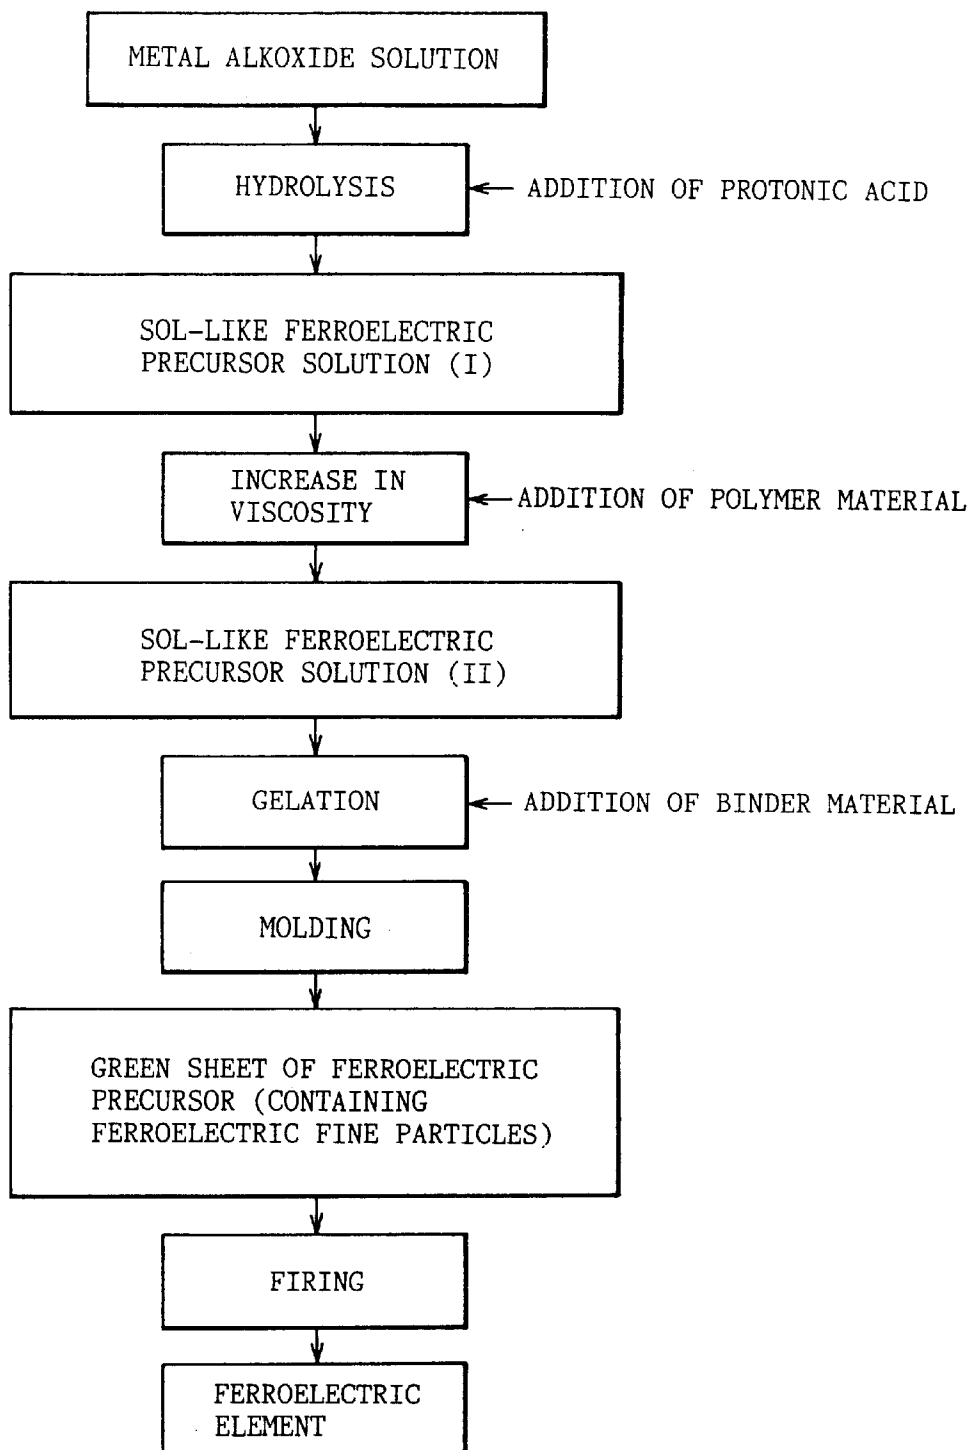 METAL ALKOXIDE SOLUTION
HYDROLYSIS
ADDITION OF PROTONIC ACID
SOL-LIKE FERROELECTRIC
PRECURSOR SOLUTION (I)
INCREASE IN
VISCOSITY
ADDITION OF POLYMER MATERIAL
SOL-LIKE FERROELECTRIC
PRECURSOR SOLUTION (II)
GELATION
ADDITION OF BINDER MATERIAL
MOLDING
GREEN SHEET OF FERROELECTRIC
PRECURSOR (CONTAINING
FERROELECTRIC FINE PARTICLES)
FIRING
FERROELECTRIC
ELEMENT